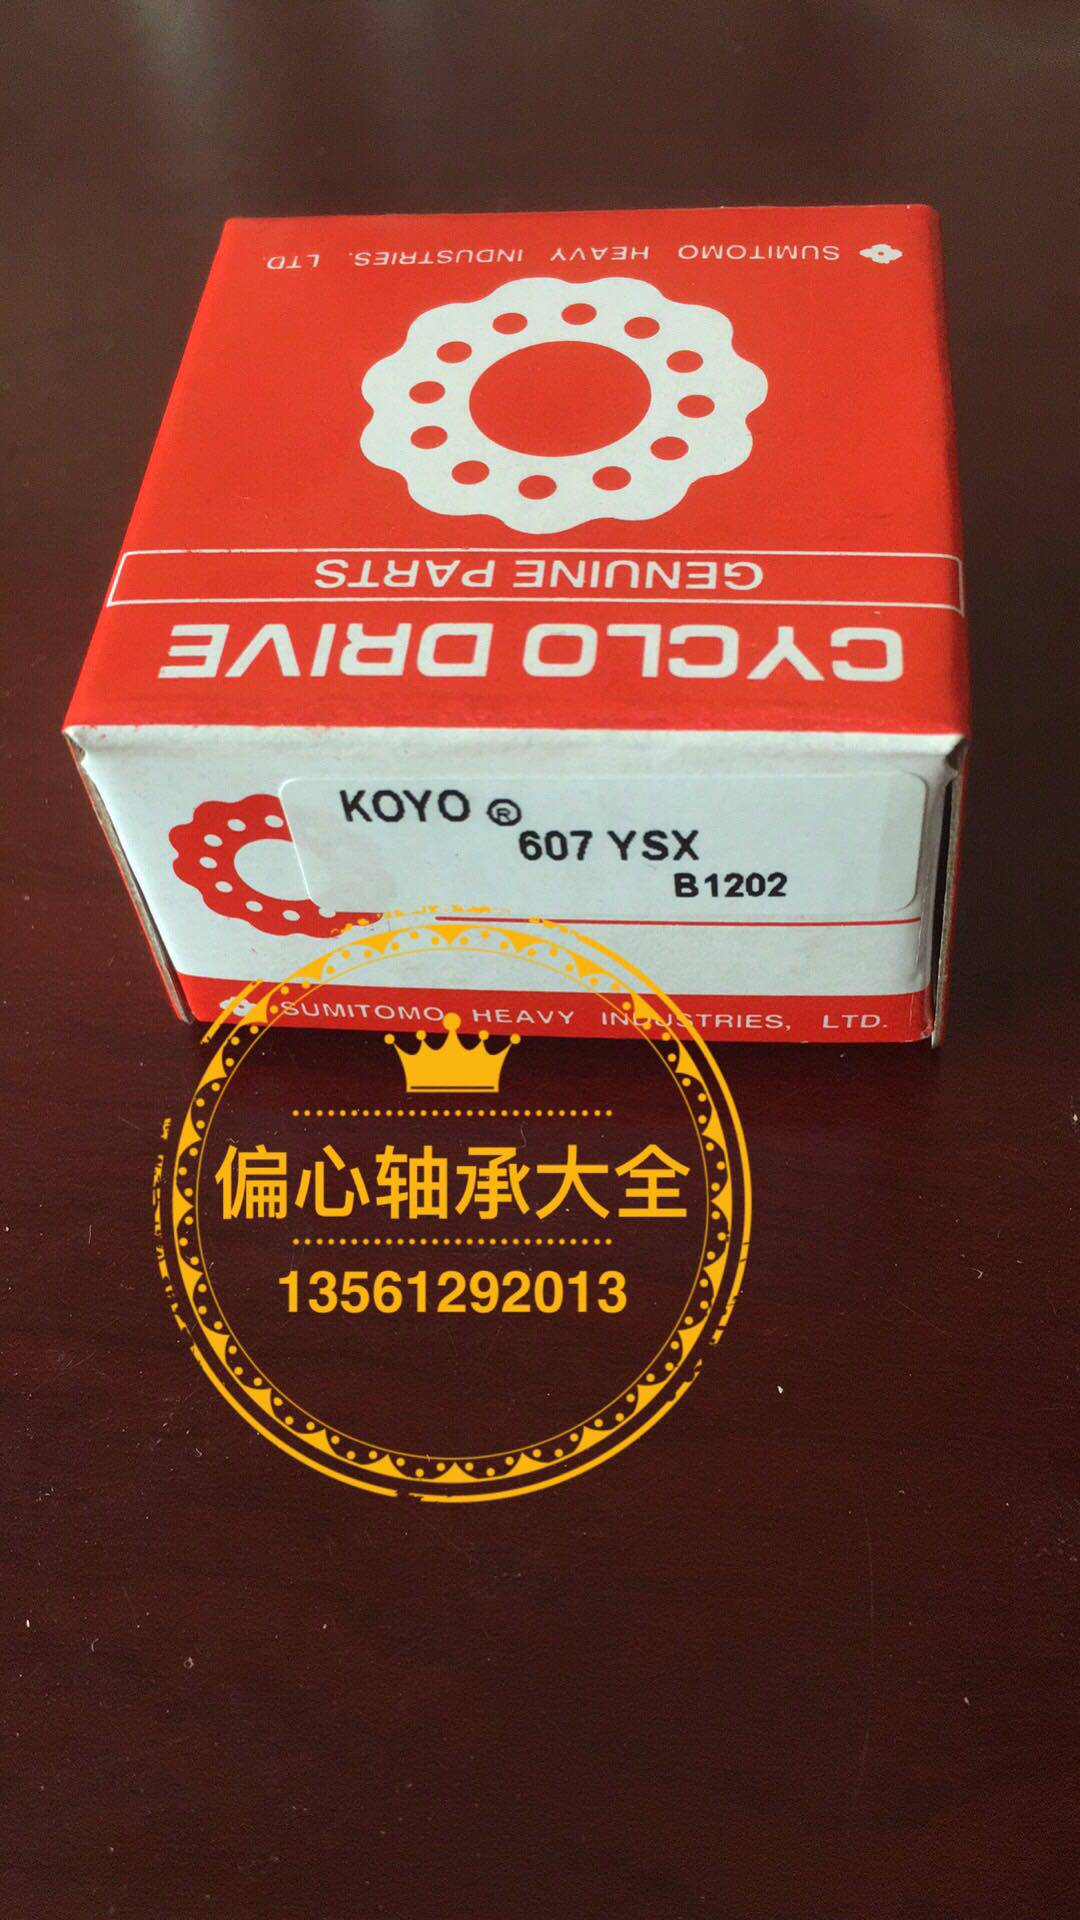 SUMITOMO HEAVY INDUSTRIES, LTD.
GENUINE PARTS
CYCLO DRIVE
KOYO ®
607 YSX
B1202
SUMITOMO HEAVY INDUSTRIES, LTD.
偏心轴承大全
13561292013